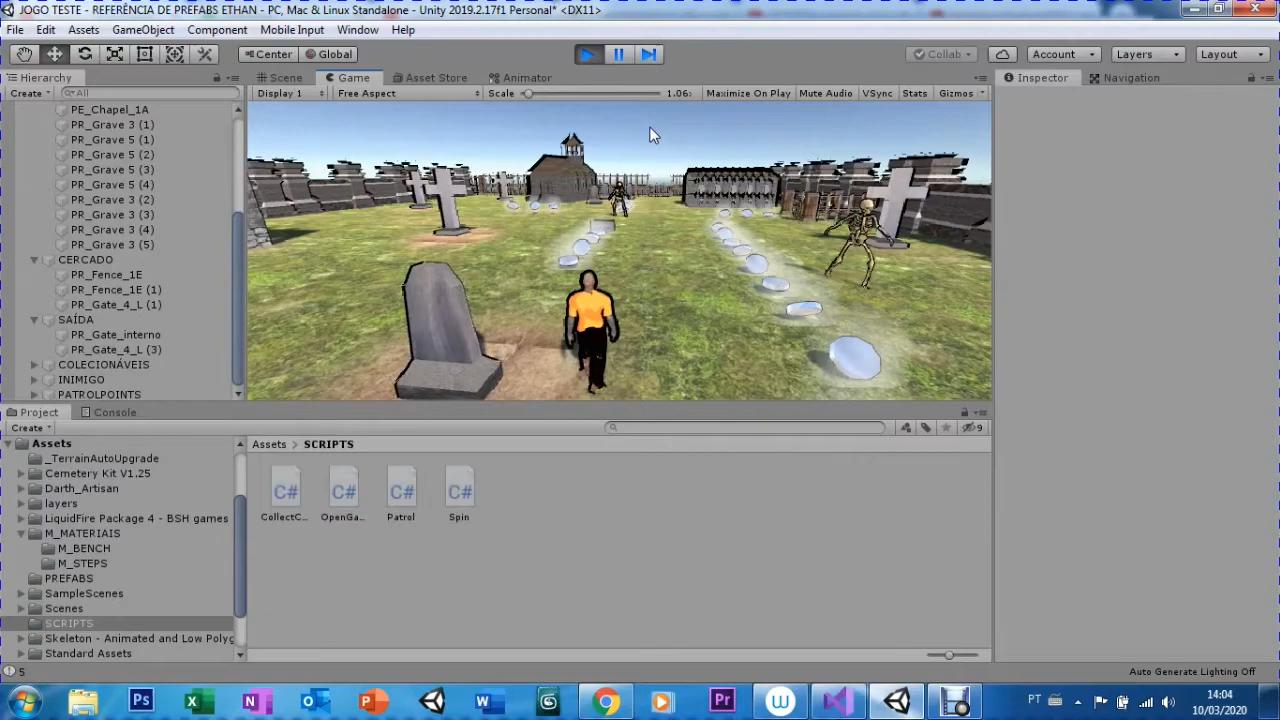 JOGO TESTE - REFERÊNCIA DE PREFABS ETHAN - PC, Mac & Linux Standalone - Unity 2019.2.17f1 Personal* <DX11>
File Edit Assets GameObject Component Mobile Input Window Help
Center Global Collab Account Layers Layout
Hierarchy Scene Game Asset Store Animator Inspector Navigation
Create All Display 1 Free Aspect Scale 1.06x Maximize On Play Mute Audio VSync Stats Gizmos
PE_Chapel_1A
PR_Grave 3 (1)
PR_Grave 5 (1)
PR_Grave 5 (2)
PR_Grave 5 (3)
PR_Grave 5 (4)
PR_Grave 3 (2)
PR_Grave 3 (3)
PR_Grave 3 (4)
PR_Grave 3 (5)
CERCADO
PR_Fence_1E
PR_Fence_1E (1)
PR_Gate_4_L (1)
SAÍDA
PR_Gate_interno
PR_Gate_4_L (3)
COLECIONÁVEIS
INIMIGO
PATROLPOINTS
Project Console
Create 9
Assets
_TerrainAutoUpgrade
Cemetery Kit V1.25
Darth_Artisan
layers
LiquidFire Package 4 - BSH games
M_MATERIAIS
M_BENCH
M_STEPS
PREFABS
SampleScenes
Scenes
SCRIPTS
Skeleton - Animated and Low Polyg
Standard Assets
Assets > SCRIPTS
C# C# C# C#
CollectC... OpenGa... Patrol Spin
5 Auto Generate Lighting Off
Ps Pr PT 14:04
10/03/2020